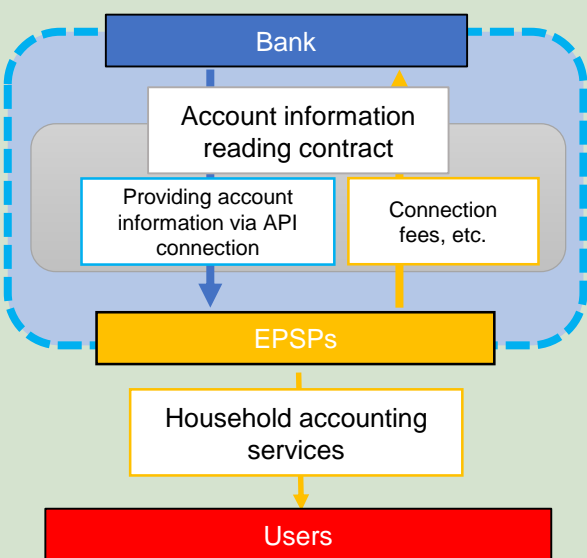 Bank
Account information
reading contract
Providing account
information via API
connection
Connection
fees, etc.
EPSPs
Household accounting
services
Users